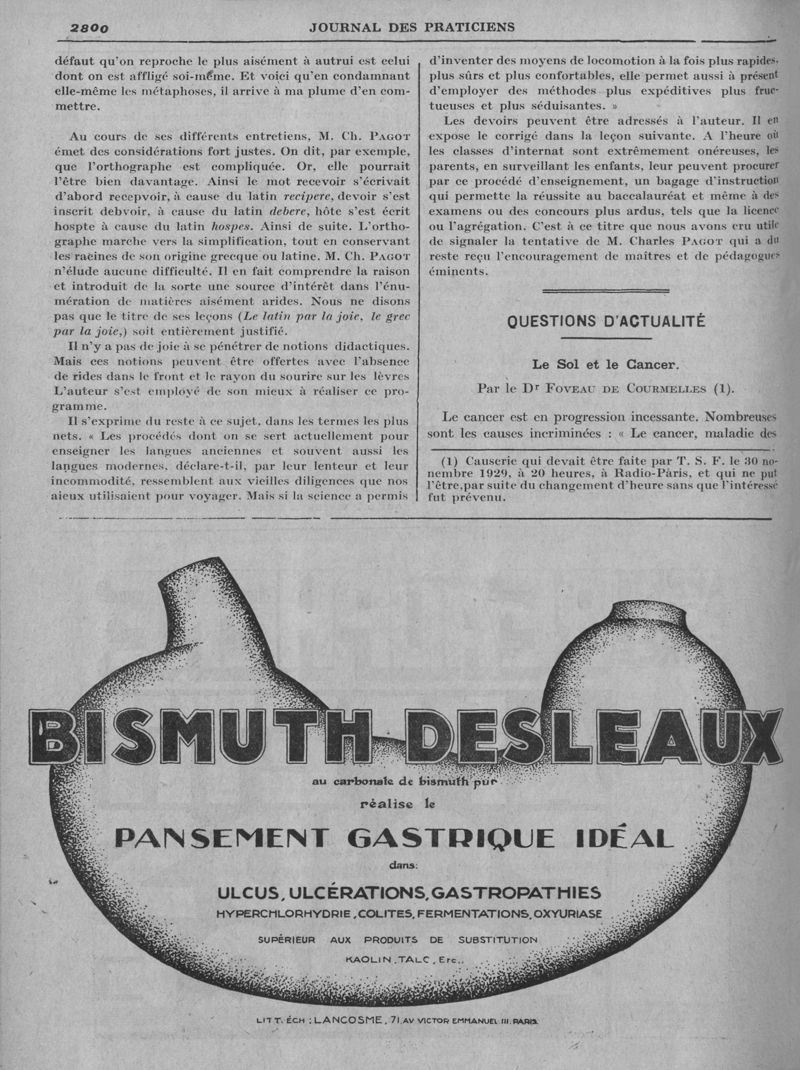 2800
JOURNAL DES PRATICIENS
défaut qu'on reproche le plus aisément à autrui est celui
dont on est affligé soi-même. Et voici qu'en condamnant
elle-même les métaphoses, il arrive à ma plume d'en com-
mettre.
Au cours de ses différents entretiens, M. Ch. PAGOT
émet des considérations fort justes. On dit, par exemple,
que l'orthographe est compliquée. Or, elle pourrait
l'être bien davantage. Ainsi le mot recevoir s'écrivait
d'abord recepvoir, à cause du latin recipere, devoir s'est
inscrit debvoir, à cause du latin debere, hôte s'est écrit
hospte à cause du latin hospes. Ainsi de suite. L'ortho-
graphe marche vers la simplification, tout en conservant
les racines de son origine grecque ou latine. M. Ch. PAGOT
n'élude aucune difficulté. Il en fait comprendre la raison
et introduit de la sorte une source d'intérêt dans l'énu-
mération de matières aisément arides. Nous ne disons
pas que le titre de ses leçons (Le latin par la joie, le grec
par la joie,) soit entièrement justifié.
Il n'y a pas de joie à se pénétrer de notions didactiques.
Mais ces notions peuvent être offertes avec l'absence
de rides dans le front et le rayon du sourire sur les lèvres
L'auteur s'est employé de son mieux à réaliser ce pro-
gramme.
Il s'exprime du reste à ce sujet, dans les termes les plus
nets. « Les procédés dont on se sert actuellement pour
enseigner les langues anciennes et souvent aussi les
langues modernes, déclare-t-il, par leur lenteur et leur
incommodité, ressemblent aux vieilles diligences que nos
aïeux utilisaient pour voyager. Mais si la science a permis
d'inventer des moyens de locomotion à la fois plus rapides,
plus sûrs et plus confortables, elle permet aussi à présent
d'employer des méthodes plus expéditives plus fruc-
tueuses et plus séduisantes. »
Les devoirs peuvent être adressés à l'auteur. Il en
expose le corrigé dans la leçon suivante. A l'heure où
les classes d'internat sont extrêmement onéreuses, les
parents, en surveillant les enfants, leur peuvent procurer
par ce procédé d'enseignement, un bagage d'instruction
qui permette la réussite au baccalauréat et même à des
examens ou des concours plus ardus, tels que la licence
ou l'agrégation. C'est à ce titre que nous avons cru utile
de signaler la tentative de M. Charles PAGOT qui a du
reste reçu l'encouragement de maîtres et de pédagogues
éminents.
QUESTIONS D'ACTUALITÉ
Le Sol et le Cancer.
Par le Dr FOVEAU DE COURMELLES (1).
Le cancer est en progression incessante. Nombreuses
sont les causes incriminées : « Le cancer, maladie des
(1) Causerie qui devait être faite par T. S. F. le 30 no-
nembre 1929, à 20 heures, à Radio-Pâris, et qui ne put
l'être,par suite du changement d'heure sans que l'intéressé
fut prévenu.
BISMUTH DESLEAUX
au carbonate de bismuth pur
réalise le
PANSEMENT GASTRIQUE IDÉAL
dans:
ULCUS, ULCÉRATIONS, GASTROPATHIES
HYPERCHLORHYDRIE, COLITES, FERMENTATIONS, OXYURIASE
SUPÉRIEUR AUX PRODUITS DE SUBSTITUTION
KAOLIN, TALC, Etc..
LITT. ÉCH : LANCOSME, 71, AV VICTOR EMMANUEL III. PARIS.